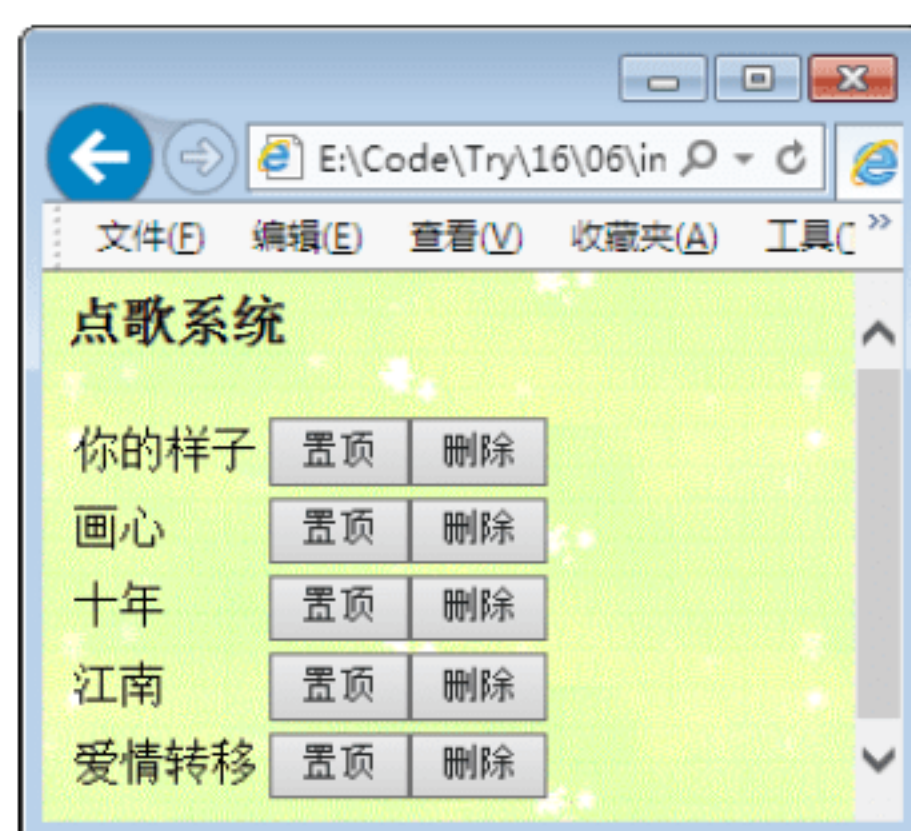 E:\Code\Try\16\06\in
文件(F) 编辑(E) 查看(V) 收藏夹(A) 工具(
点歌系统
你的样子 置顶 删除
画心 置顶 删除
十年 置顶 删除
江南 置顶 删除
爱情转移 置顶 删除